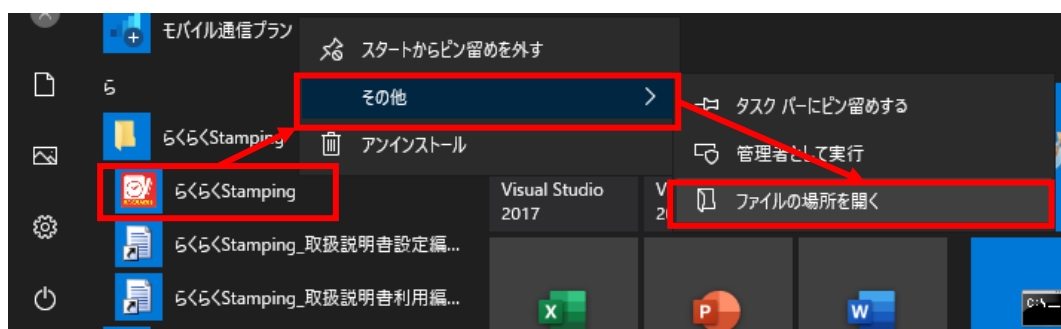 モバイル通信プラン
スタートからピン留めを外す
ら
その他
タスク バーにピン留めする
らくらくStamping
アンインストール
管理者として実行
らくらくStamping
Visual Studio
2017
V
2
ファイルの場所を開く
らくらくStamping_取扱説明書設定編...
らくらくStamping_取扱説明書利用編...
X
P
W
C:\_